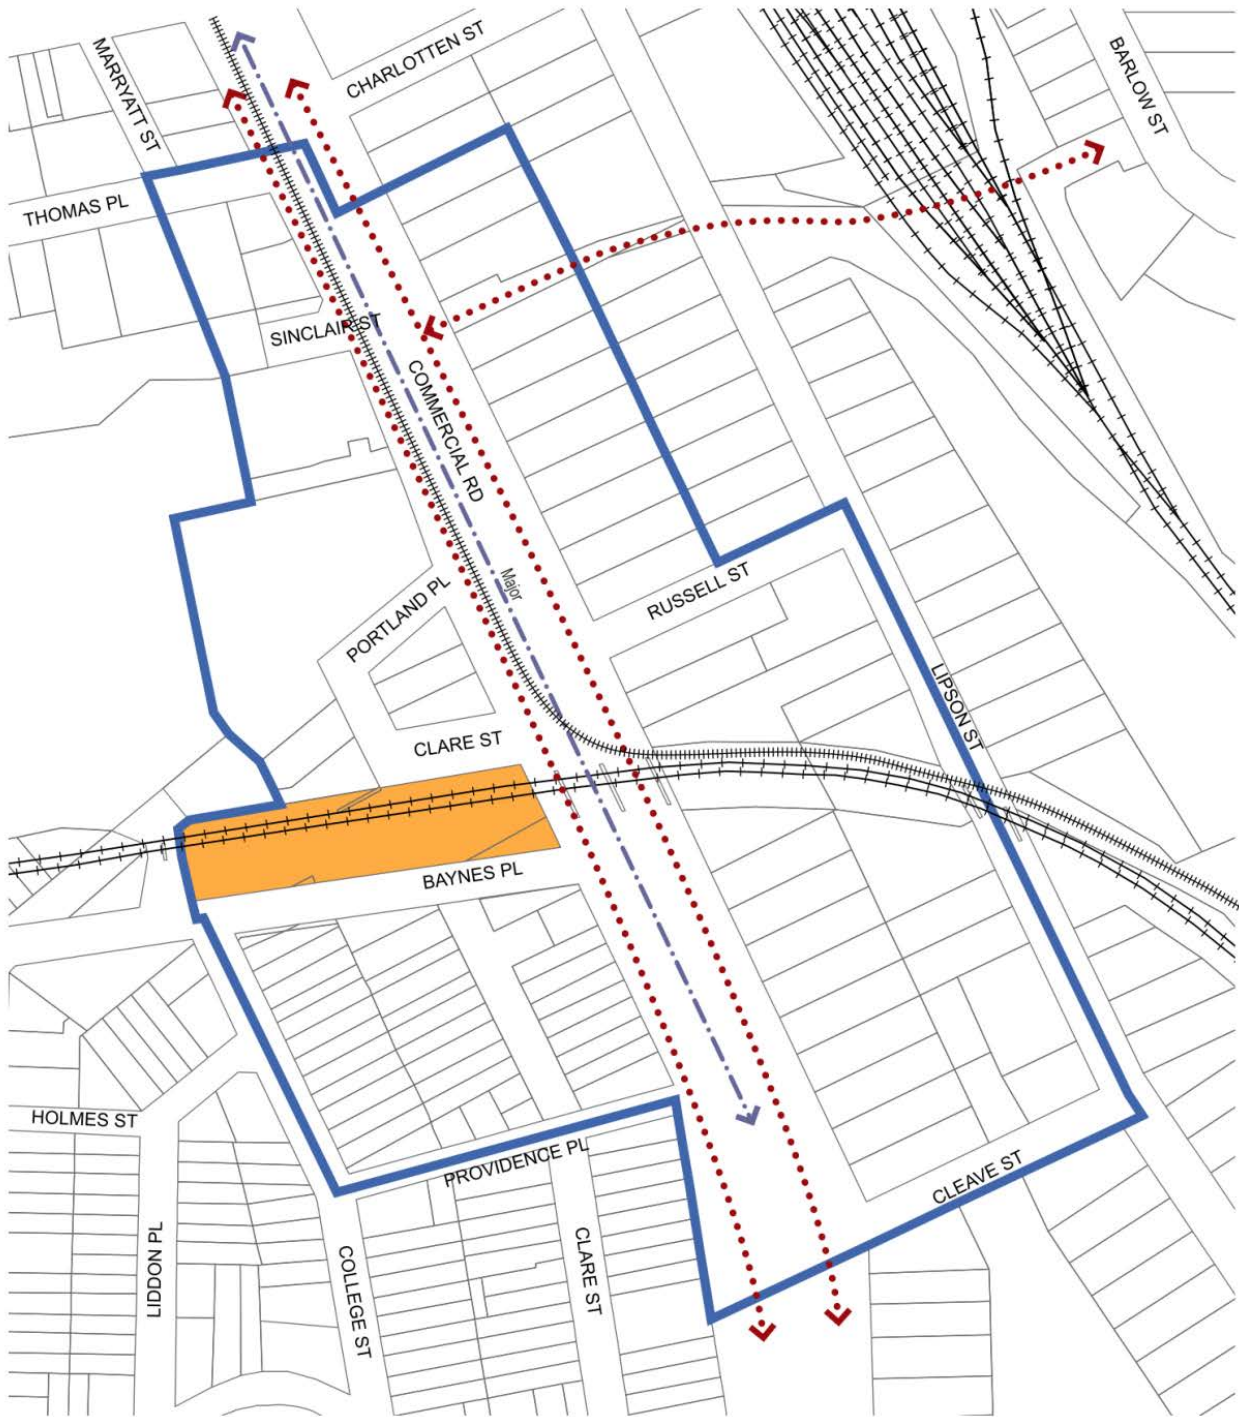 MARRYATT ST
CHARLOTTEN ST
BARLOW ST
THOMAS PL
SINCLAIR ST
COMMERCIAL RD
Major
PORTLAND PL
RUSSELL ST
LIPSON ST
CLARE ST
BAYNES PL
HOLMES ST
PROVIDENCE PL
CLEAVE ST
LIDDON PL
COLLEGE ST
CLARE ST